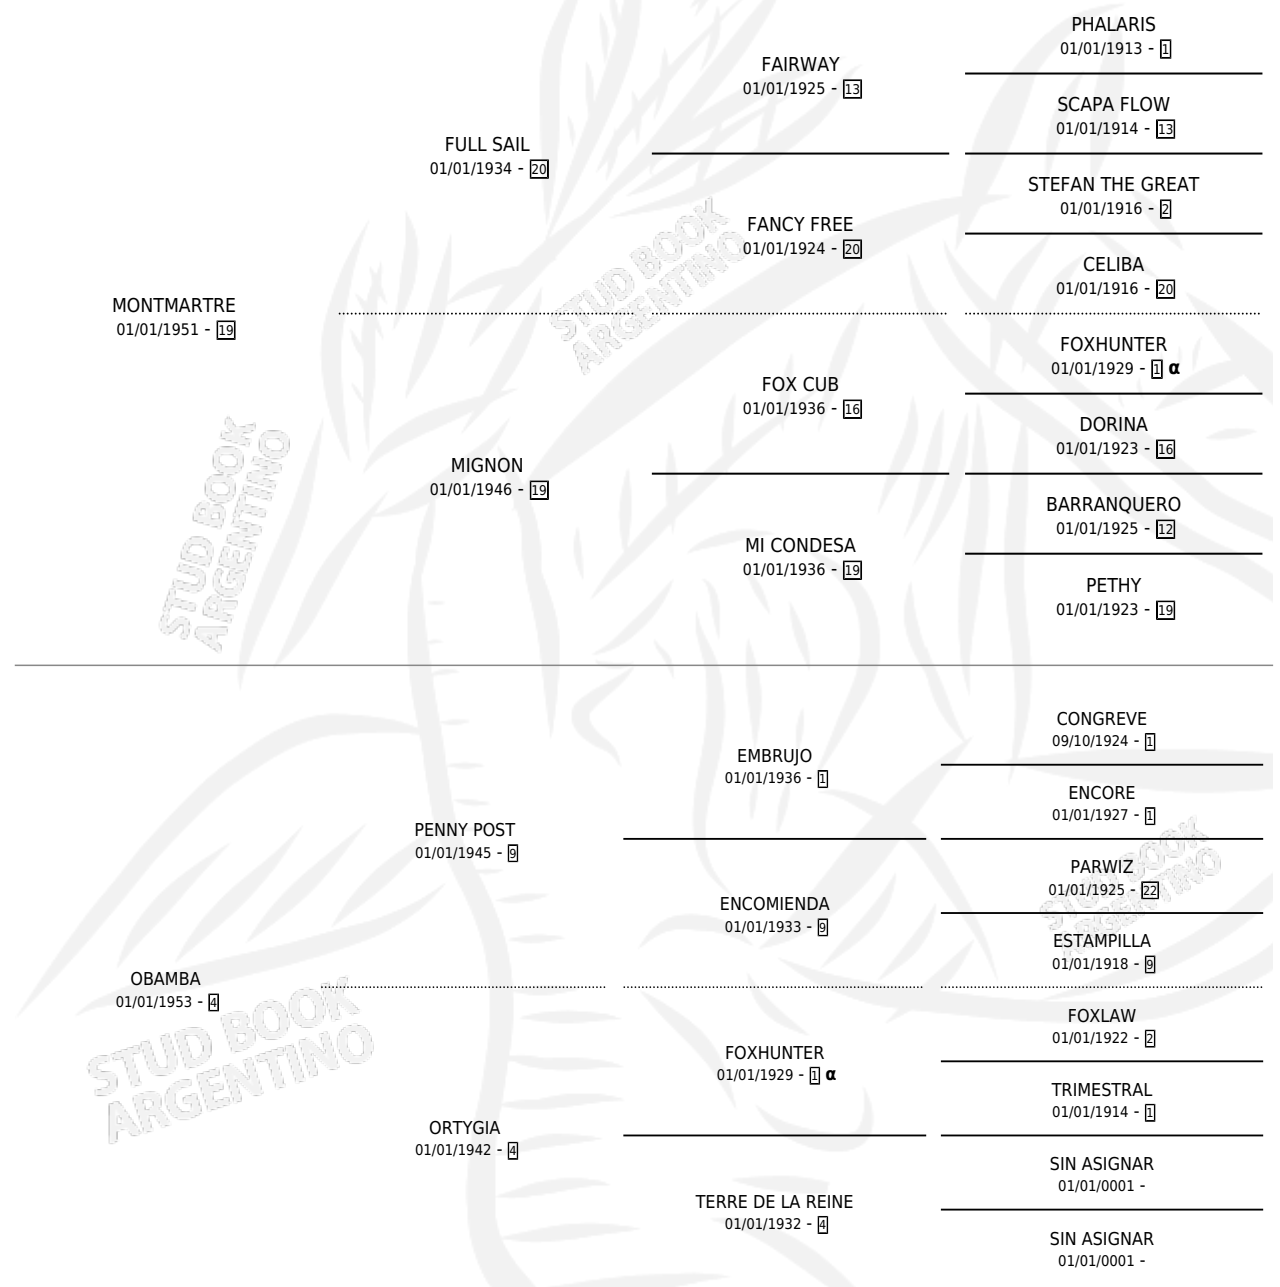 PHALARIS
01/01/1913 - 1
FAIRWAY
01/01/1925 - 13
SCAPA FLOW
01/01/1914 - 13
FULL SAIL
01/01/1934 - 20
STEFAN THE GREAT
01/01/1916 - 2
FANCY FREE
01/01/1924 - 20
CELIBA
01/01/1916 - 20
MONTMARTRE
01/01/1951 - 19
FOXHUNTER
01/01/1929 - 1 α
FOX CUB
01/01/1936 - 16
DORINA
01/01/1923 - 16
MIGNON
01/01/1946 - 19
BARRANQUERO
01/01/1925 - 12
MI CONDESA
01/01/1936 - 19
PETHY
01/01/1923 - 19
CONGREVE
09/10/1924 - 1
EMBRUJO
01/01/1936 - 1
ENCORE
01/01/1927 - 1
PENNY POST
01/01/1945 - 9
PARWIZ
01/01/1925 - 22
ENCOMIENDA
01/01/1933 - 9
ESTAMPILLA
01/01/1918 - 9
OBAMBA
01/01/1953 - 4
FOXLAW
01/01/1922 - 2
FOXHUNTER
01/01/1929 - 1 α
TRIMESTRAL
01/01/1914 - 1
ORTYGIA
01/01/1942 - 4
SIN ASIGNAR
01/01/0001 -
TERRE DE LA REINE
01/01/1932 - 4
SIN ASIGNAR
01/01/0001 -
STUD BOOK
ARGENTINO
STUD BOOK
ARGENTINO
STUD BOOK
ARGENTINO
STUD BOOK
ARGENTINO